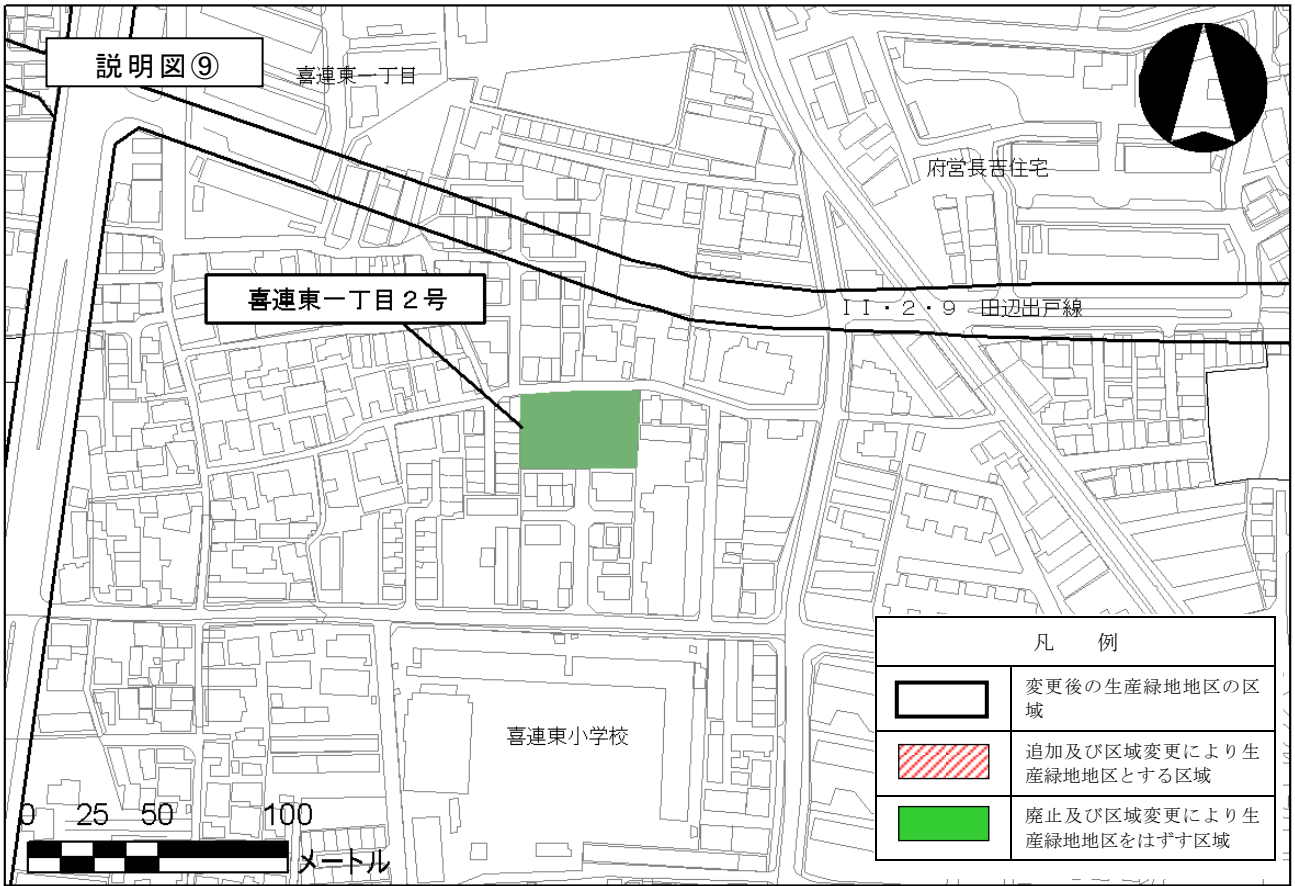 説明図⑨
喜連東一丁目
府営長吉住宅
喜連東一丁目2号
II・2・9 田辺出戸線
喜連東小学校
凡 例
変更後の生産緑地地区の区
域
追加及び区域変更により生
産緑地地区とする区域
廃止及び区域変更により生
産緑地地区をはずす区域
0 25 50 100
メートル